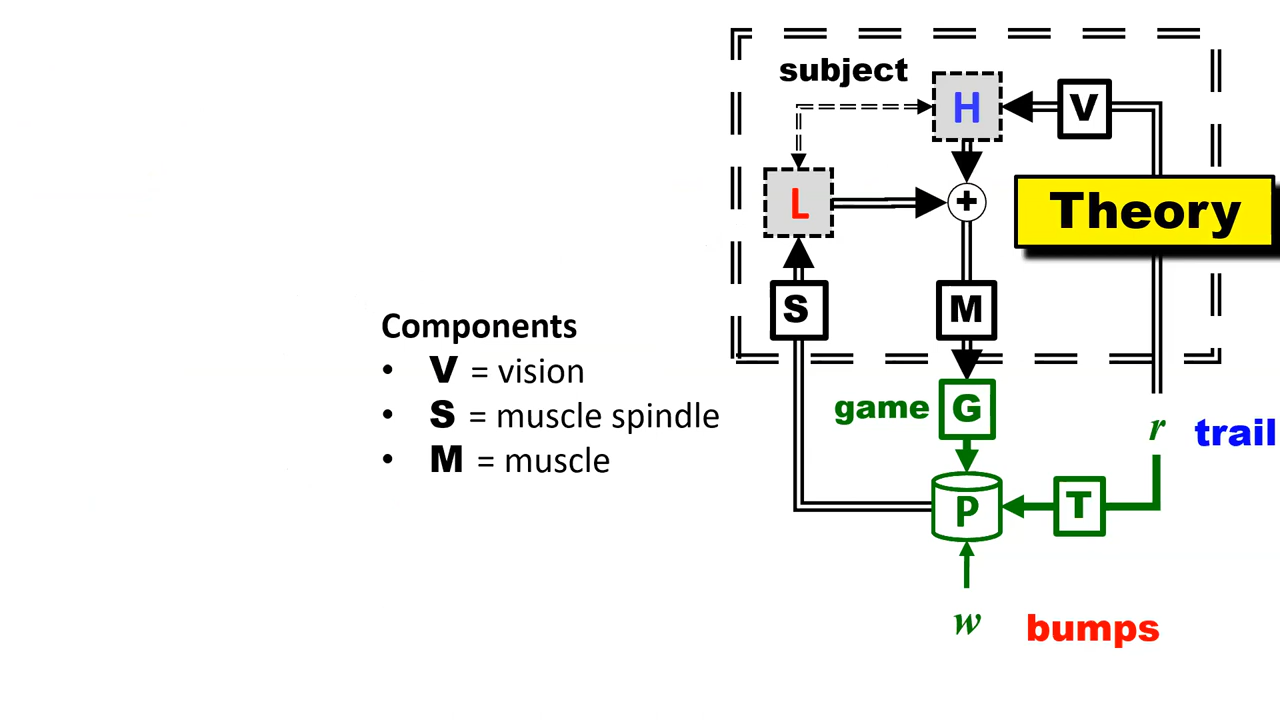 subject
H
V
L
+
Theory
S
M
Components
• V = vision
• S = muscle spindle
• M = muscle
game
G
r
trail
P
T
w
bumps